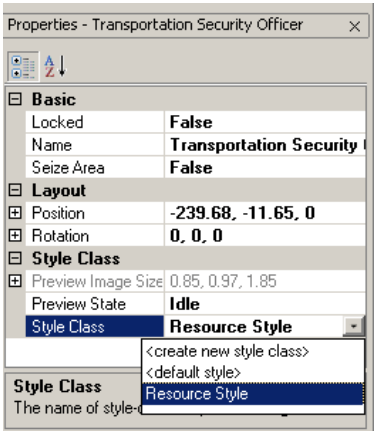 Properties - Transportation Security Officer
Basic
Locked False
Name Transportation Security
Seize Area False
Layout
Position -239.68, -11.65, 0
Rotation 0, 0, 0
Style Class
Preview Image Size 0.85, 0.97, 1.85
Preview State Idle
Style Class Resource Style
<create new style class>
<default style>
Resource Style
Style Class
The name of style-